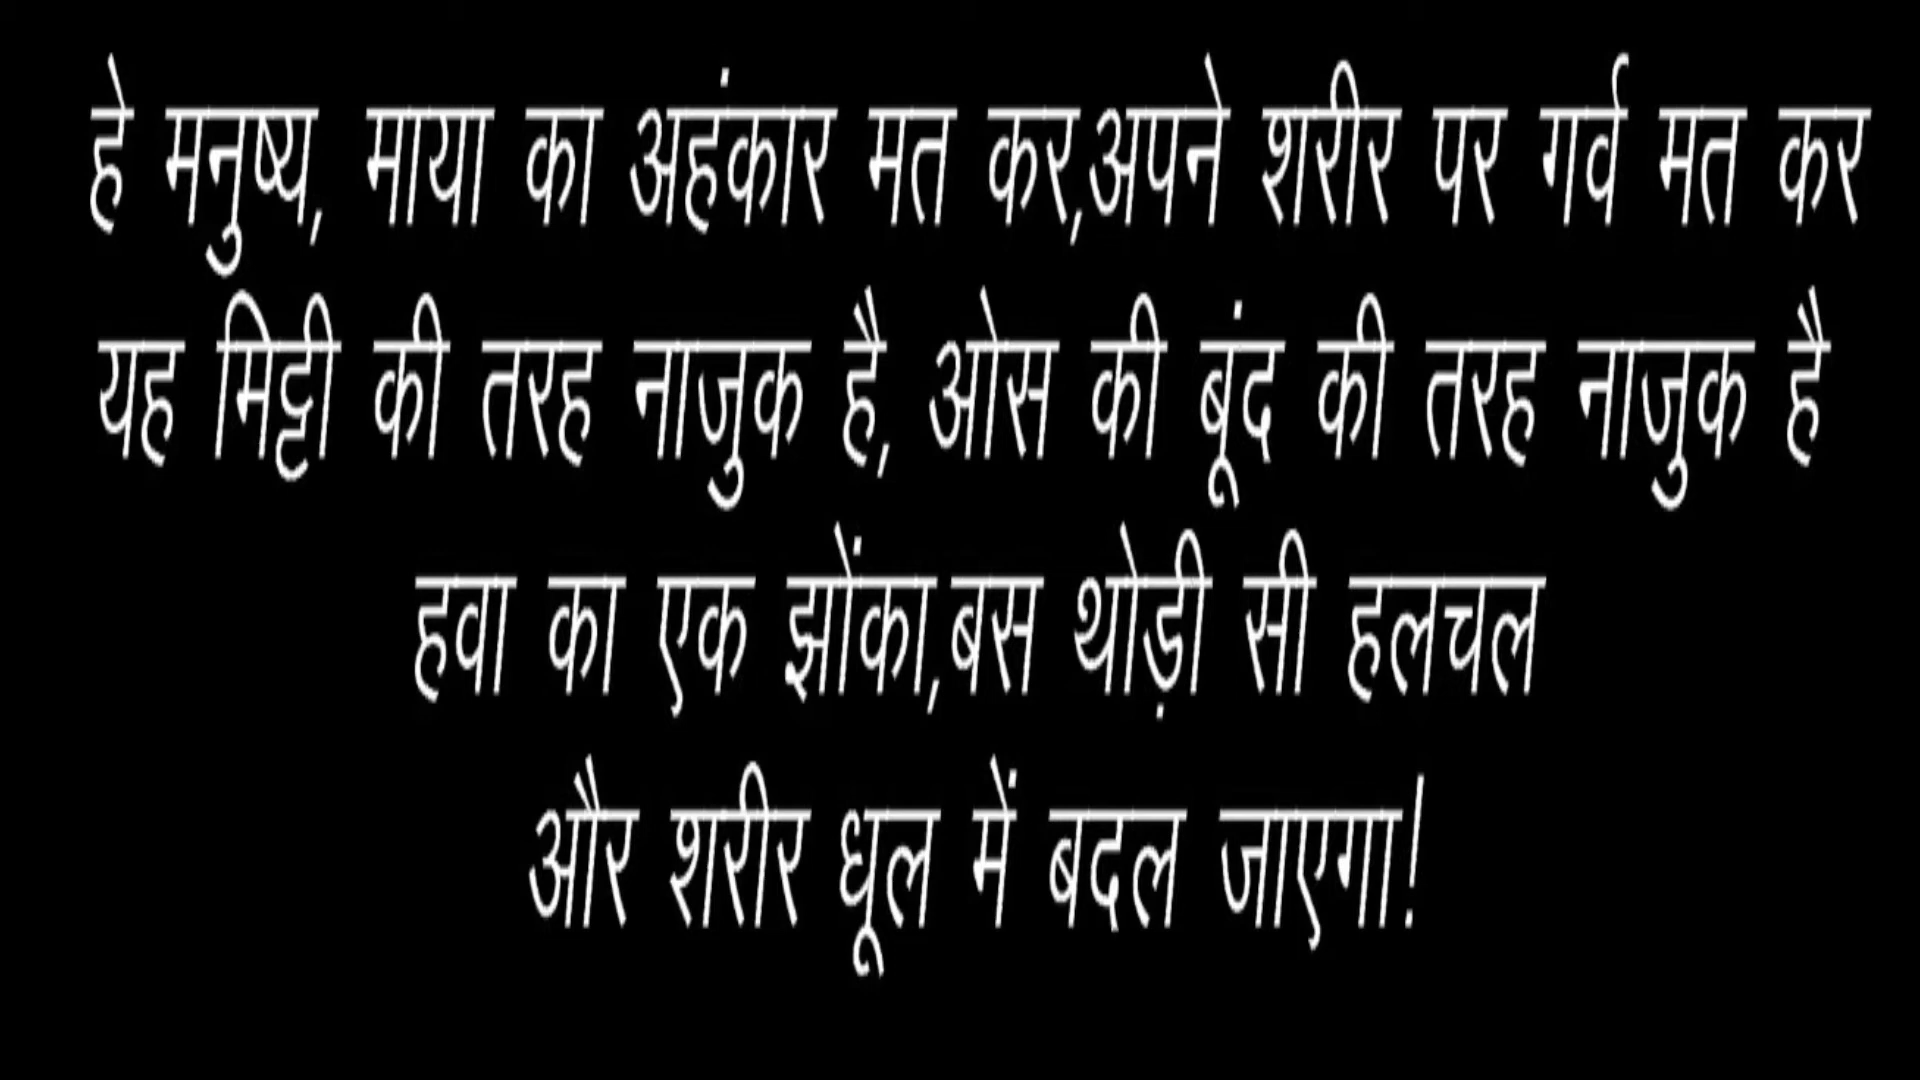 हे मनुष्य, माया का अहंकार मत कर,अपने शरीर पर गर्व मत कर
यह मिट्टी की तरह नाजुक है, ओस की बूंद की तरह नाजुक है
हवा का एक झोंका,बस थोड़ी सी हलचल
और शरीर धूल में बदल जाएगा!